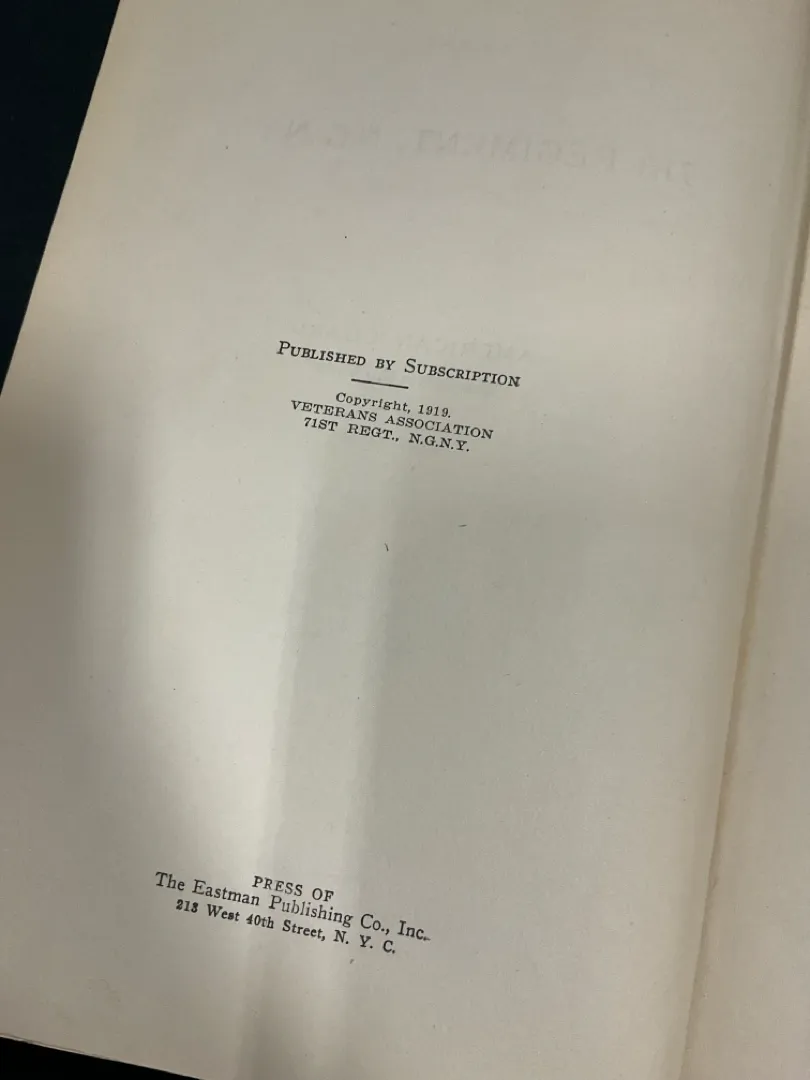 Published by Subscription
Copyright, 1919.
VETERANS ASSOCIATION
71ST REGT., N.G.N.Y.
PRESS OF
The Eastman Publishing Co., Inc.
213 West 40th Street, N. Y. C.